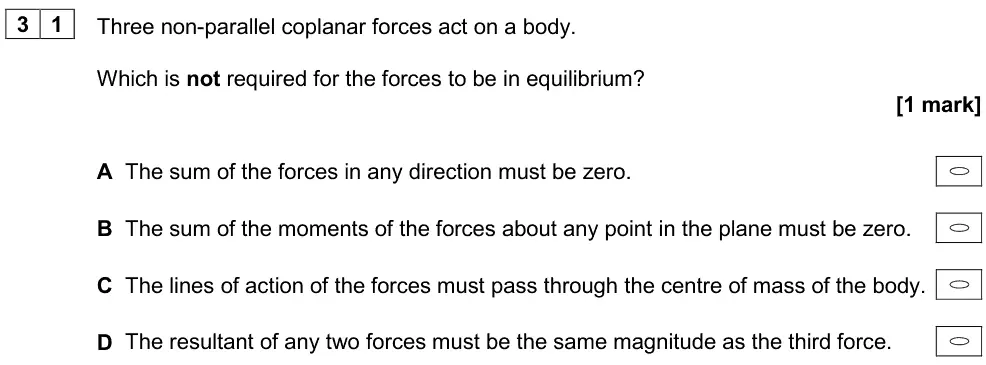 3 1 Three non-parallel coplanar forces act on a body.
Which is not required for the forces to be in equilibrium?
[1 mark]
A The sum of the forces in any direction must be zero.
B The sum of the moments of the forces about any point in the plane must be zero.
C The lines of action of the forces must pass through the centre of mass of the body.
D The resultant of any two forces must be the same magnitude as the third force.